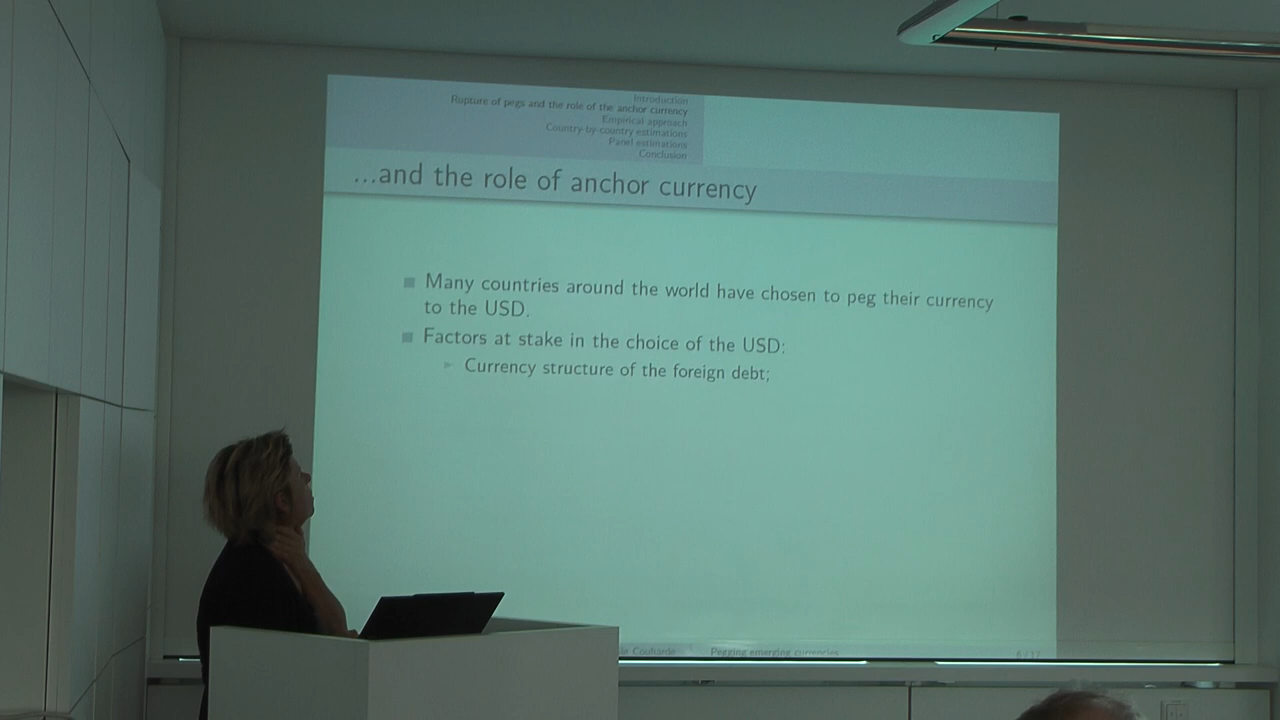 Introduction
Rupture of pegs and the role of the anchor currency
Empirical approach
Country-by-country estimations
Panel estimations
Conclusion
...and the role of anchor currency
Many countries around the world have chosen to peg their currency
to the USD.
Factors at stake in the choice of the USD:
Currency structure of the foreign debt;
Couharde Pegging emerging currencies 6 / 17